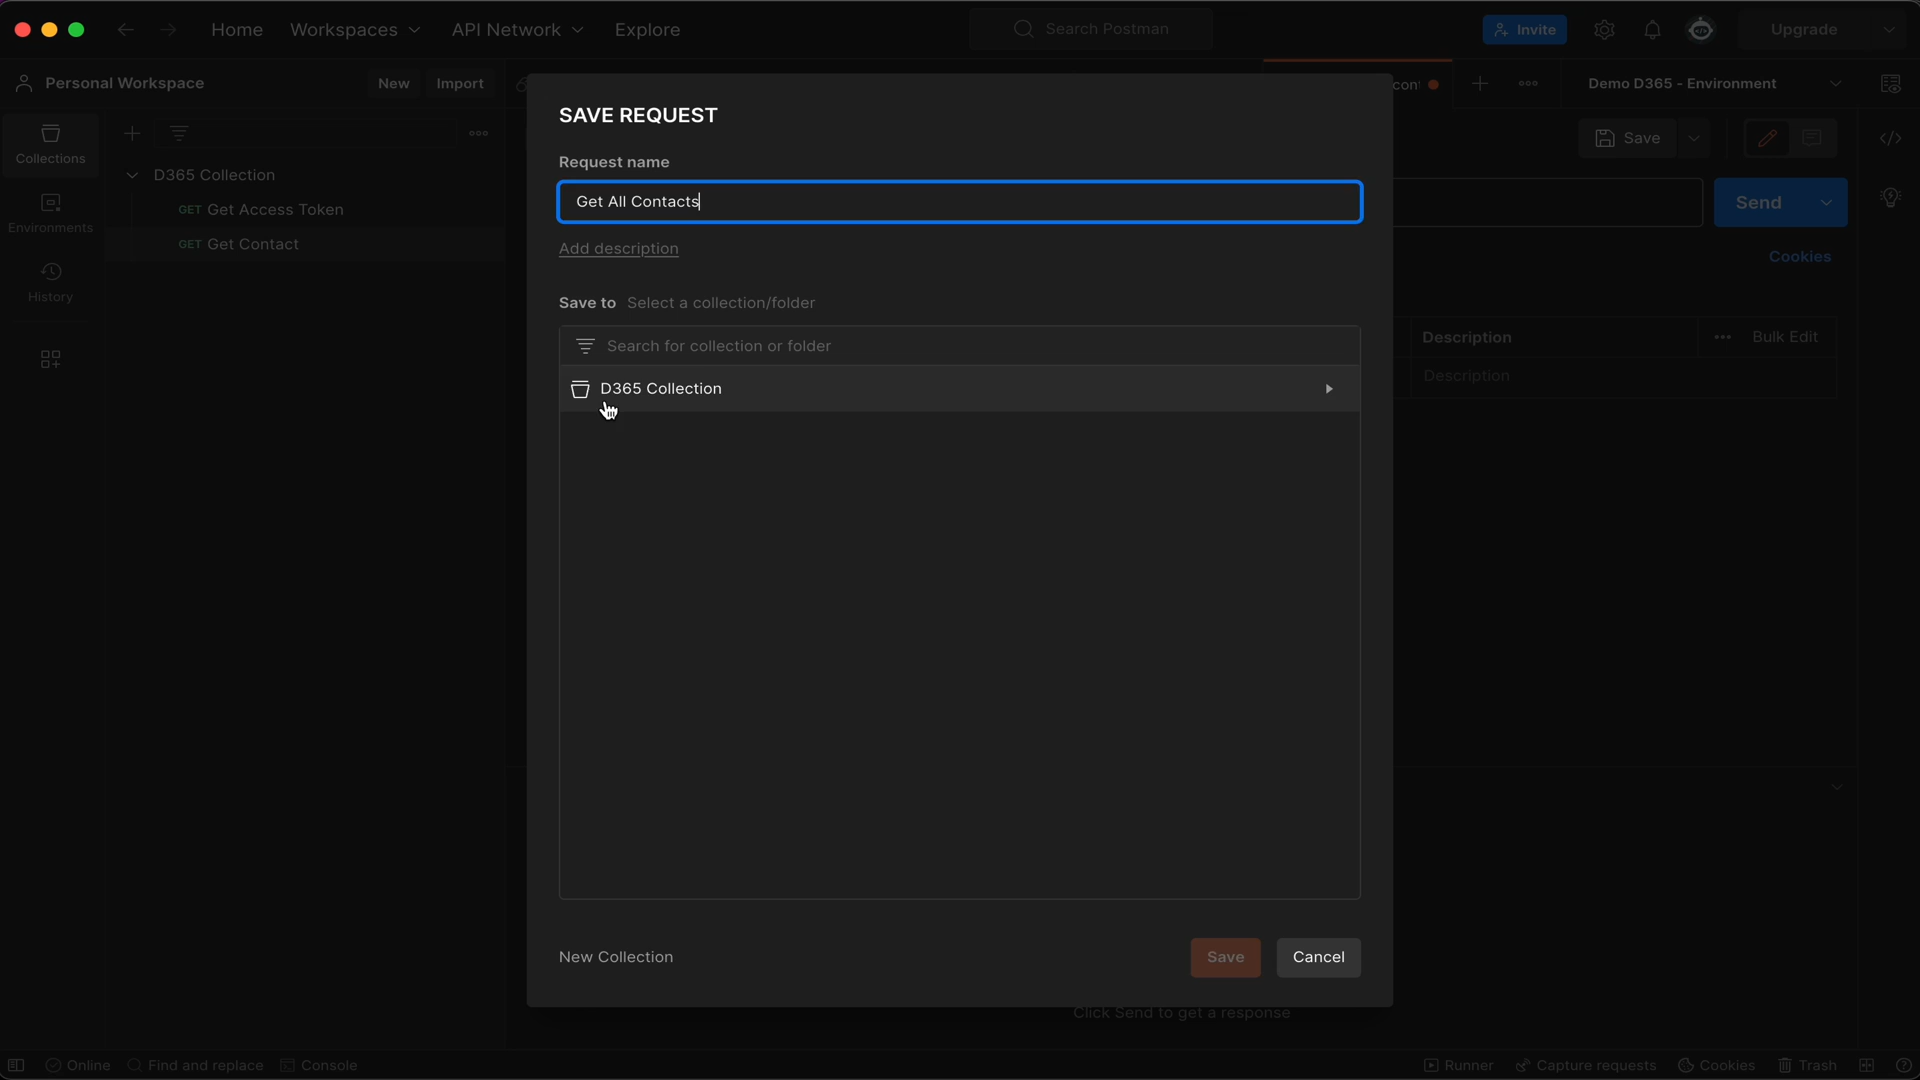 Home Workspaces API Network Explore Search Postman Invite Upgrade
Personal Workspace New Import con Demo D365 - Environment
SAVE REQUEST
Collections Save
Request name
D365 Collection
Get All Contacts Send
GET Get Access Token
Environments
GET Get Contact
Add description Cookies
History
Save to Select a collection/folder
Search for collection or folder Description Bulk Edit
Description
D365 Collection
New Collection Save Cancel
Click Send to get a response
Online Find and replace Console Runner Capture requests Cookies Trash